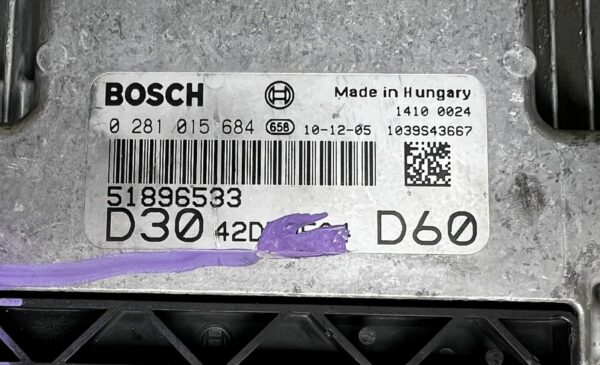 BOSCH Made in Hungary
1410 0024
0 281 015 684 658 10-12-05 1039S43667
51896533
D30 D60